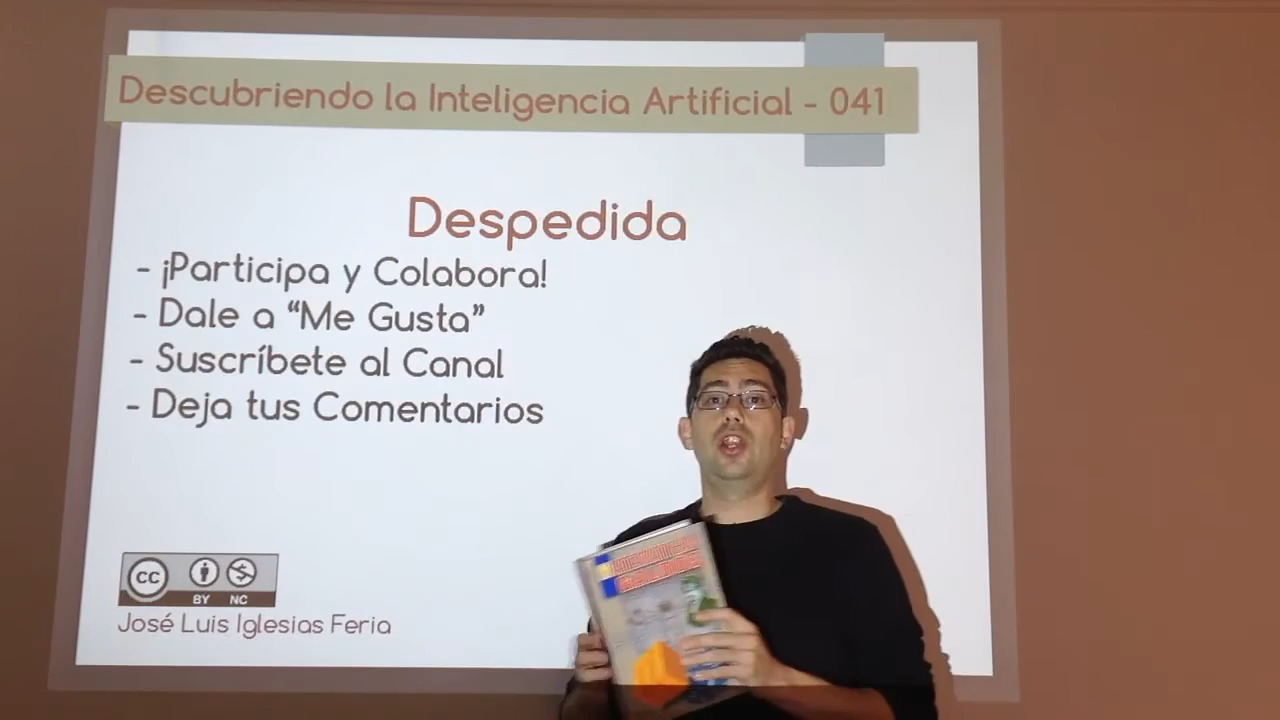 Descubriendo la Inteligencia Artificial - 041
Despedida
- ¡Participa y Colabora!
- Dale a “Me Gusta”
- Suscríbete al Canal
- Deja tus Comentarios
CC BY NC
José Luis Iglesias Feria